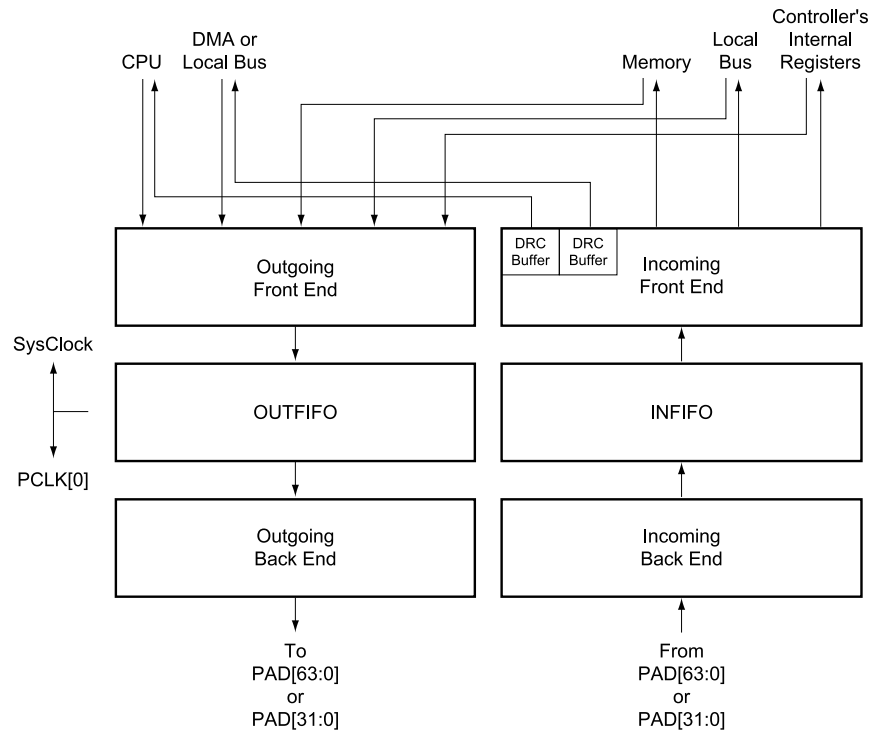 CPU
DMA or
Local Bus
Memory
Local
Bus
Controller's
Internal
Registers
Outgoing
Front End
DRC
Buffer
DRC
Buffer
Incoming
Front End
SysClock
PCLK[0]
OUTFIFO
INFIFO
Outgoing
Back End
Incoming
Back End
To
PAD[63:0]
or
PAD[31:0]
From
PAD[63:0]
or
PAD[31:0]